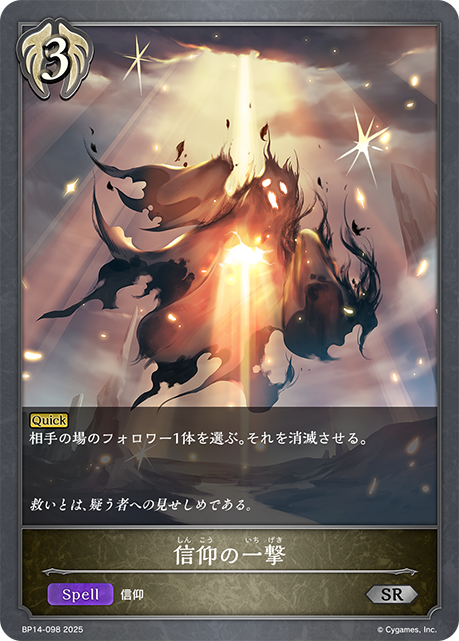 3
Quick
相手の場のフォロワー1体を選ぶ。それを消滅させる。
救いとは、疑う者への見せしめである。
しん こう いち げき
信仰の一撃
Spell 信仰 SR
BP14-098 2025 © Cygames, Inc.